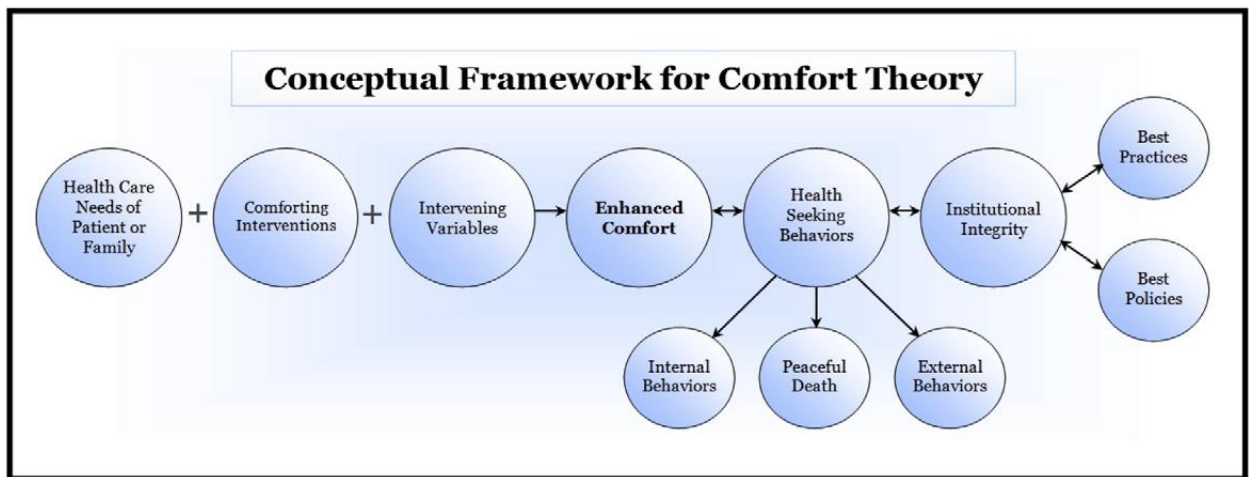 Conceptual Framework for Comfort Theory
Health Care
Needs of
Patient or
Family
+
Comforting
Interventions
+
Intervening
Variables
Enhanced
Comfort
Health
Seeking
Behaviors
Institutional
Integrity
Best
Practices
Best
Policies
Internal
Behaviors
Peaceful
Death
External
Behaviors